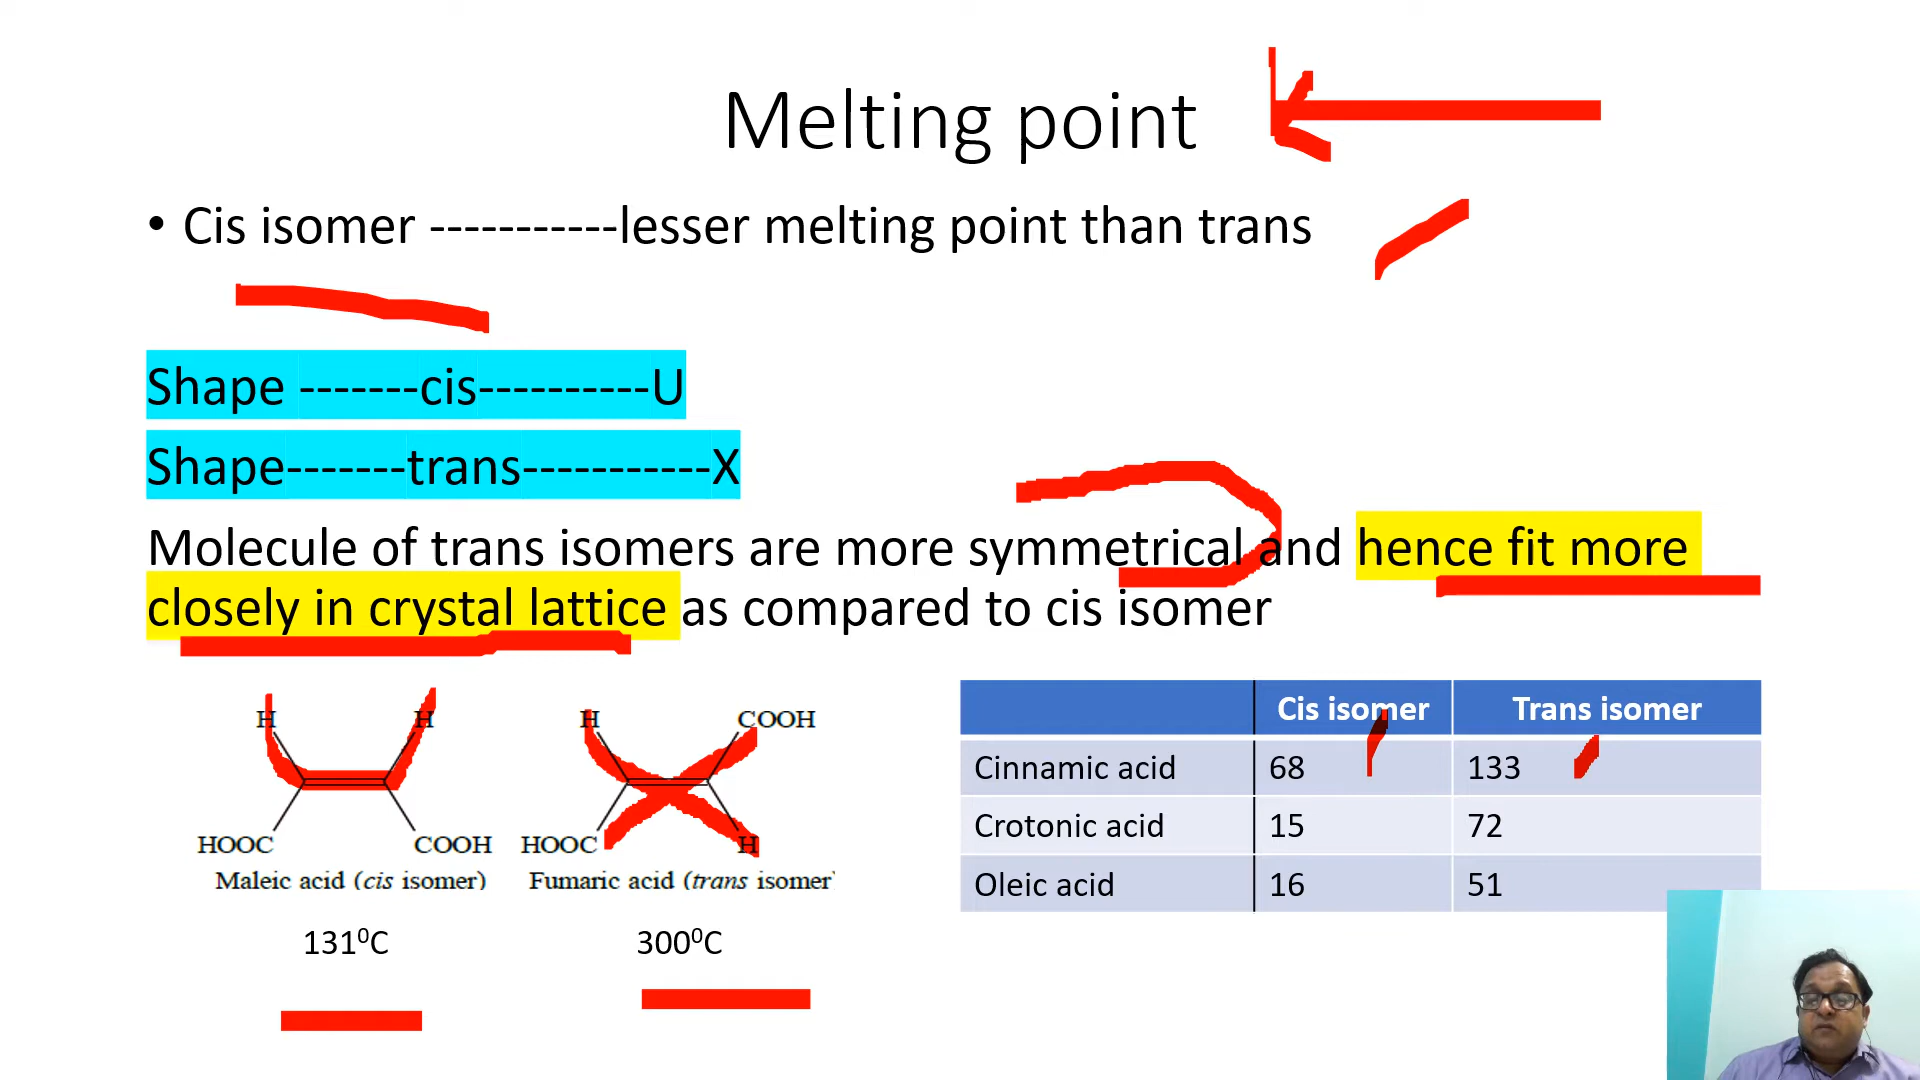 Melting point
• Cis isomer -----------lesser melting point than trans
Shape -------cis----------U
Shape-------trans-----------X
Molecule of trans isomers are more symmetrical and hence fit more
closely in crystal lattice as compared to cis isomer
H H
HOOC COOH
Maleic acid (cis isomer)
131⁰C
H COOH
HOOC H
Fumaric acid (trans isomer)
300⁰C
Cis isomer Trans isomer
Cinnamic acid 68 133
Crotonic acid 15 72
Oleic acid 16 51